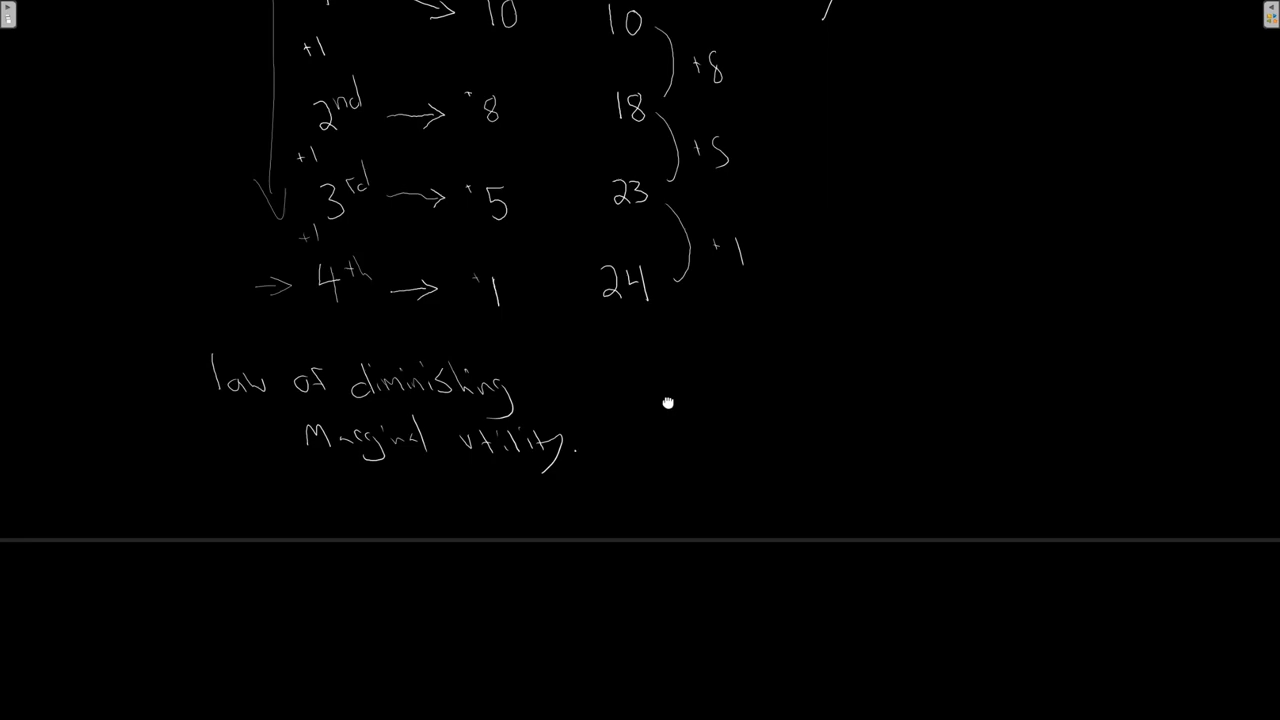 10 10
+1 +8
2nd → +8 18
+1 +5
3rd → +5 23
+1 +1
⇒ 4th → +1 24
law of diminishing
Marginal utility.